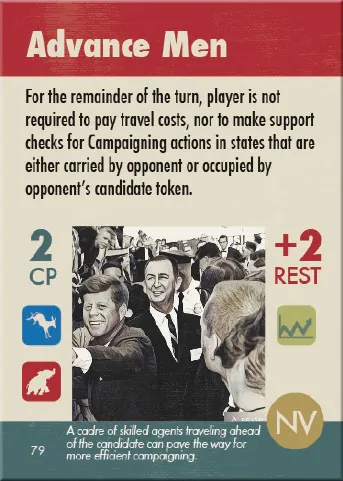 Advance Men
For the remainder of the turn, player is not
required to pay travel costs, nor to make support
checks for Campaigning actions in states that are
either carried by opponent or occupied by
opponent's candidate token.
2
CP
+2
REST
NV
79
A cadre of skilled agents traveling ahead
of the candidate can pave the way for
more efficient campaigning.